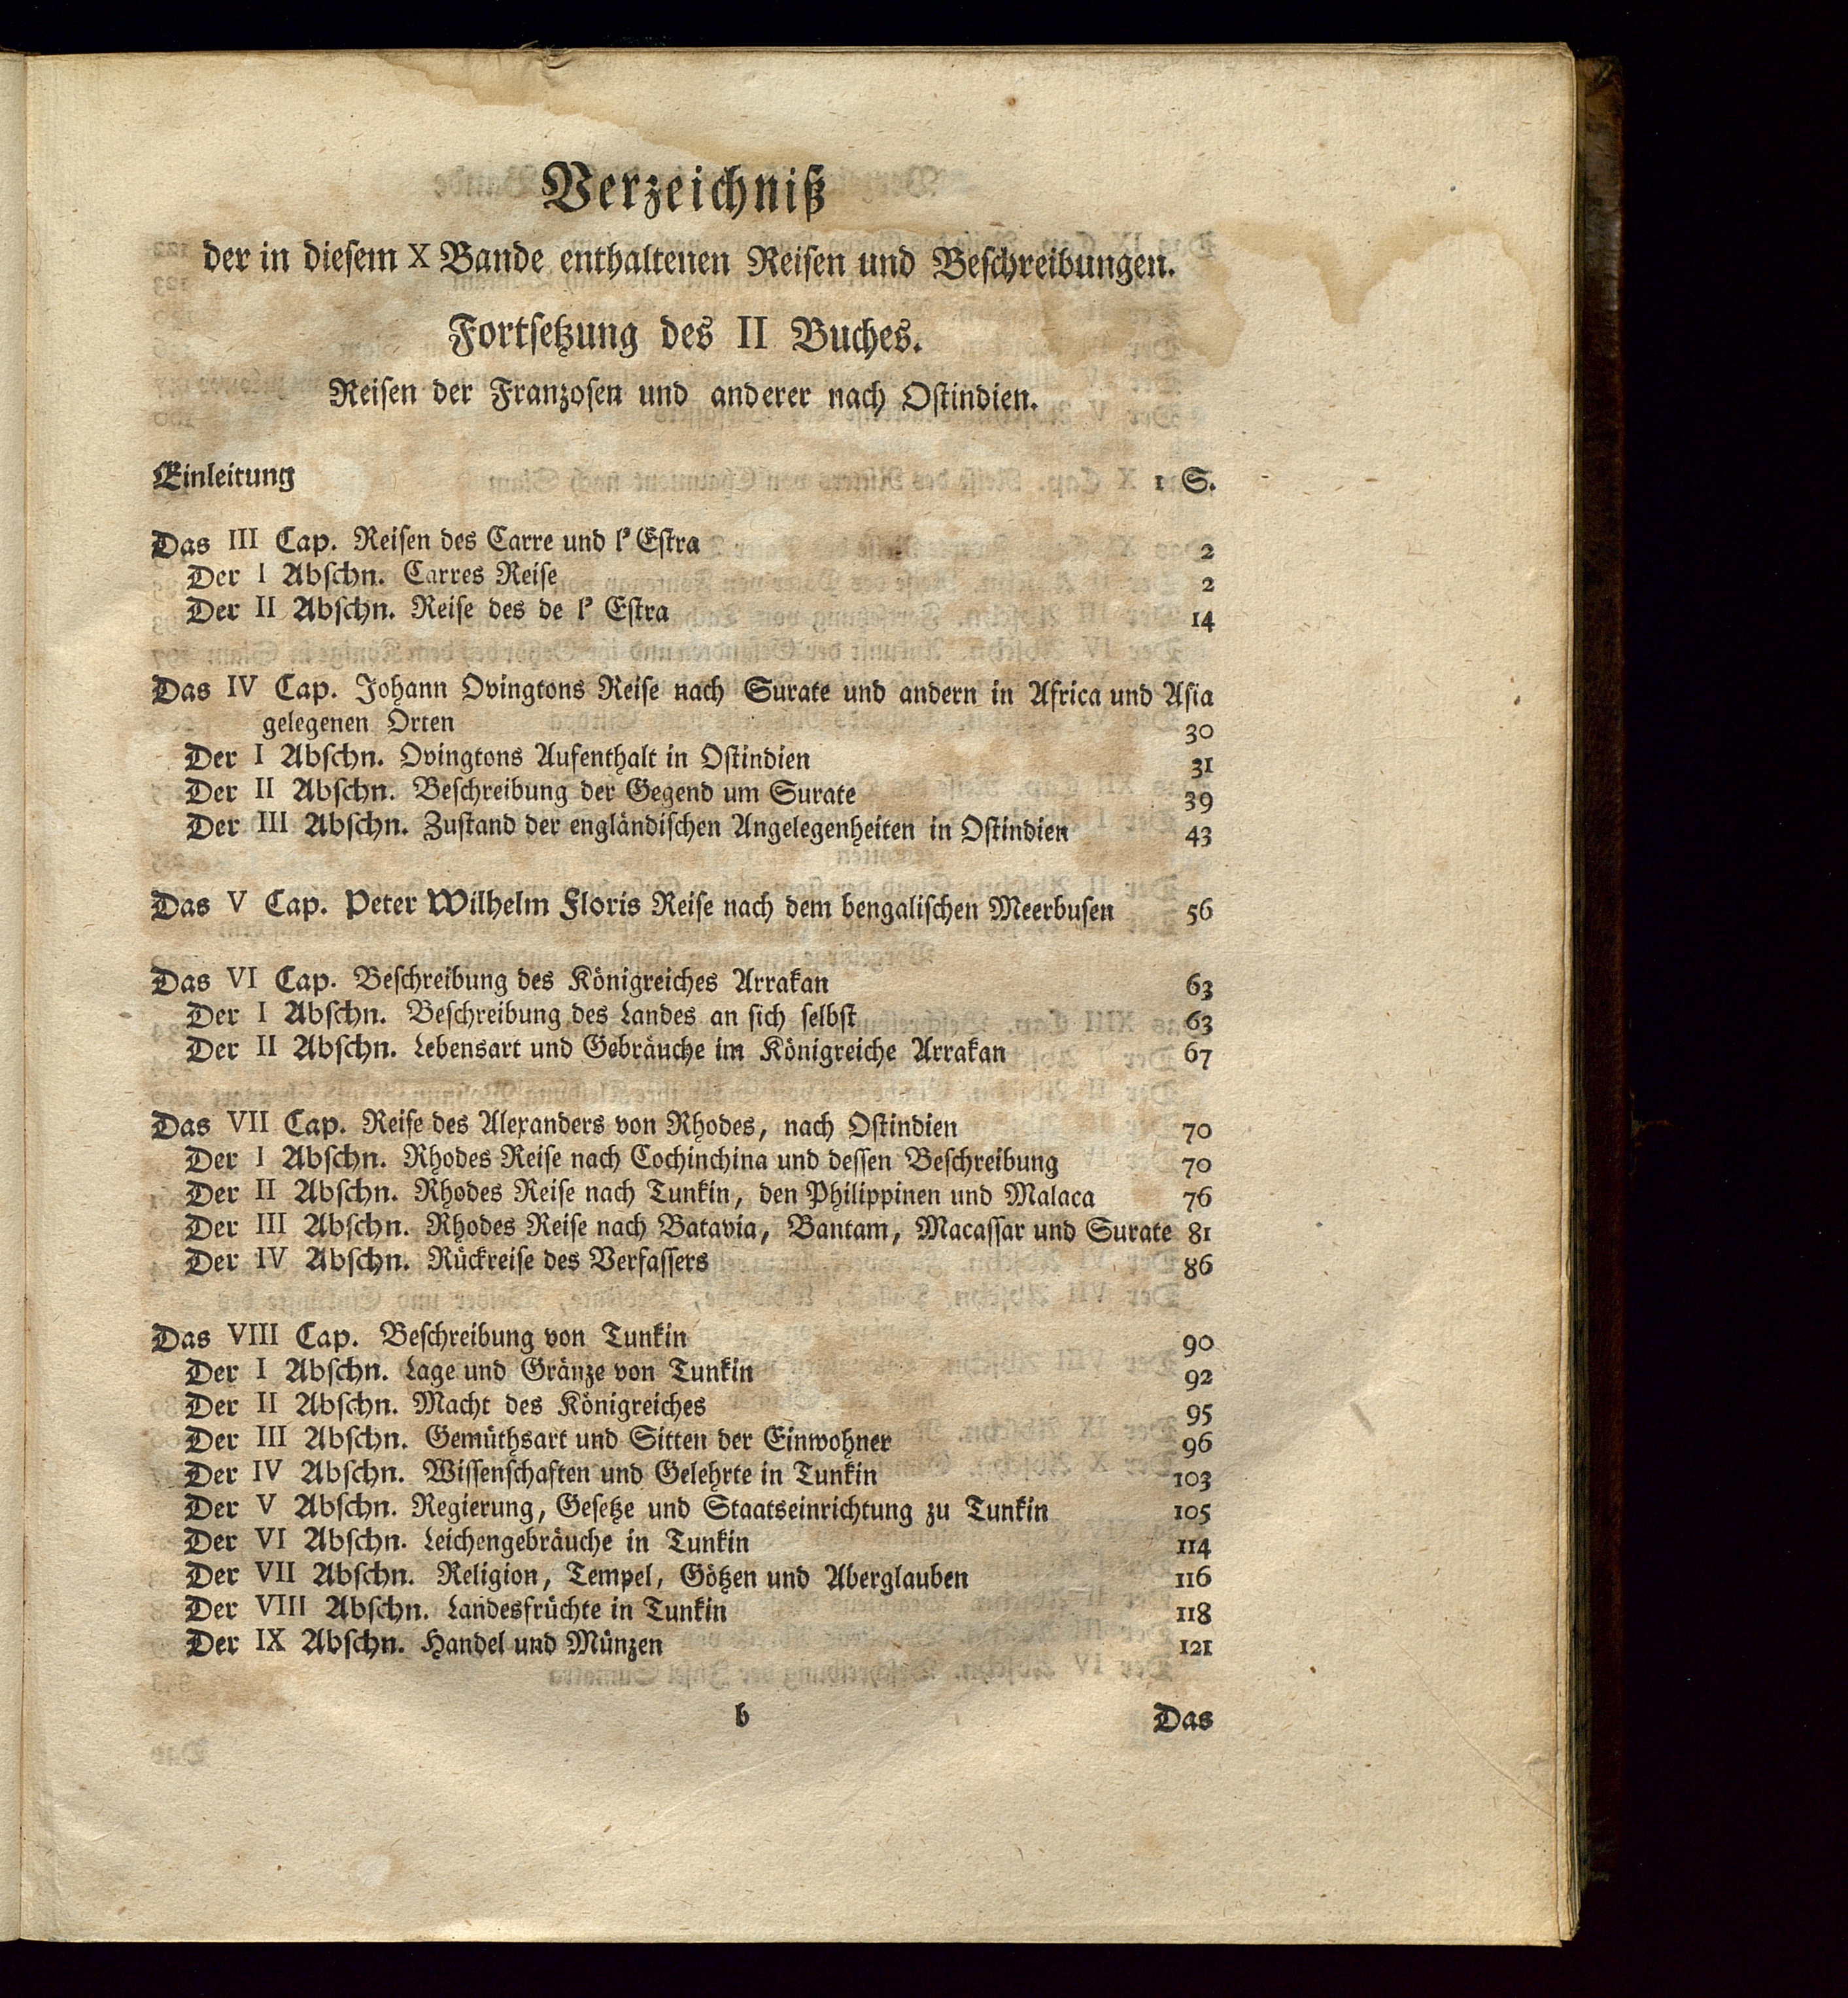 Verzeichniß
der in diesem X Bande enthaltenen Reisen und Beschreibungen.
Fortsetzung des II Buches.
Reisen der Franzosen und anderer nach Ostindien.
Einleitung 1 S.
Das III Cap. Reisen des Carre und l' Estra 2
Der I Abschn. Carres Reise 2
Der II Abschn. Reise des de l' Estra 14
Das IV Cap. Johann Ovingtons Reise nach Surate und andern in Africa und Asia
gelegenen Orten 30
Der I Abschn. Ovingtons Aufenthalt in Ostindien 31
Der II Abschn. Beschreibung der Gegend um Surate 39
Der III Abschn. Zustand der engländischen Angelegenheiten in Ostindien 43
Das V Cap. Peter Wilhelm Floris Reise nach dem bengalischen Meerbusen 56
Das VI Cap. Beschreibung des Königreiches Arrakan 63
Der I Abschn. Beschreibung des Landes an sich selbst 63
Der II Abschn. Lebensart und Gebräuche im Königreiche Arrakan 67
Das VII Cap. Reise des Alexanders von Rhodes, nach Ostindien 70
Der I Abschn. Rhodes Reise nach Cochinchina und dessen Beschreibung 70
Der II Abschn. Rhodes Reise nach Tunkin, den Philippinen und Malaca 76
Der III Abschn. Rhodes Reise nach Batavia, Bantam, Macassar und Surate 81
Der IV Abschn. Rückreise des Verfassers 86
Das VIII Cap. Beschreibung von Tunkin 90
Der I Abschn. Lage und Gränze von Tunkin 92
Der II Abschn. Macht des Königreiches 95
Der III Abschn. Gemüthsart und Sitten der Einwohner 96
Der IV Abschn. Wissenschaften und Gelehrte in Tunkin 103
Der V Abschn. Regierung, Gesetze und Staatseinrichtung zu Tunkin 105
Der VI Abschn. Leichengebräuche in Tunkin 114
Der VII Abschn. Religion, Tempel, Götzen und Aberglauben 116
Der VIII Abschn. Landesfrüchte in Tunkin 118
Der IX Abschn. Handel und Münzen 121
b Das